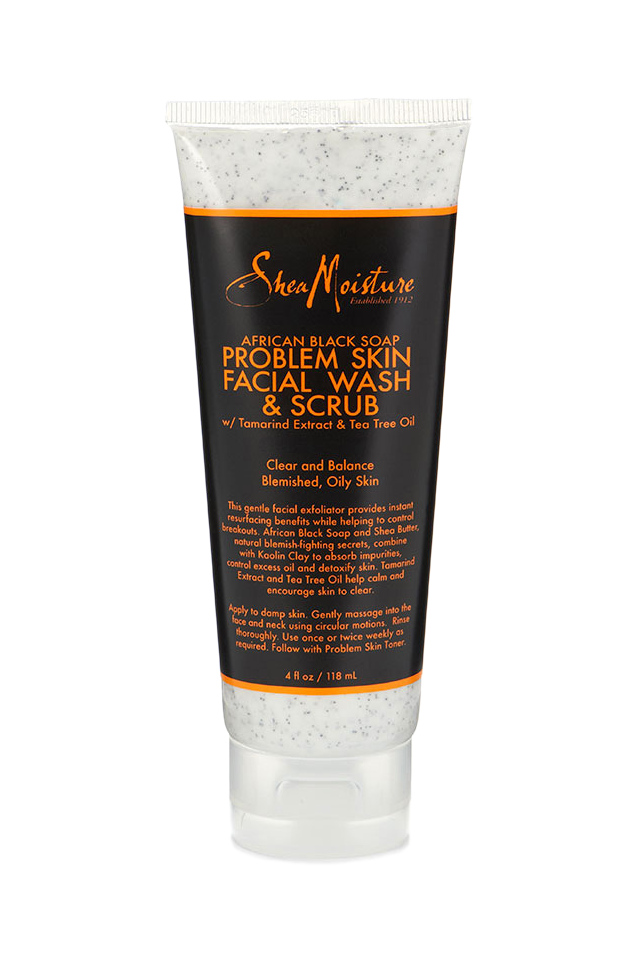 SheaMoisture
Established 1912
AFRICAN BLACK SOAP
PROBLEM SKIN
FACIAL WASH
& SCRUB
w/ Tamarind Extract & Tea Tree Oil
Clear and Balance
Blemished, Oily Skin
This gentle facial exfoliator provides instant
resurfacing benefits while helping to control
breakouts. African Black Soap and Shea Butter,
natural blemish-fighting secrets, combine
with Kaolin Clay to absorb impurities,
control excess oil and detoxify skin. Tamarind
Extract and Tea Tree Oil help calm and
encourage skin to clear.
Apply to damp skin. Gently massage into the
face and neck using circular motions. Rinse
thoroughly. Use once or twice weekly as
required. Follow with Problem Skin Toner.
4 fl oz / 118 mL